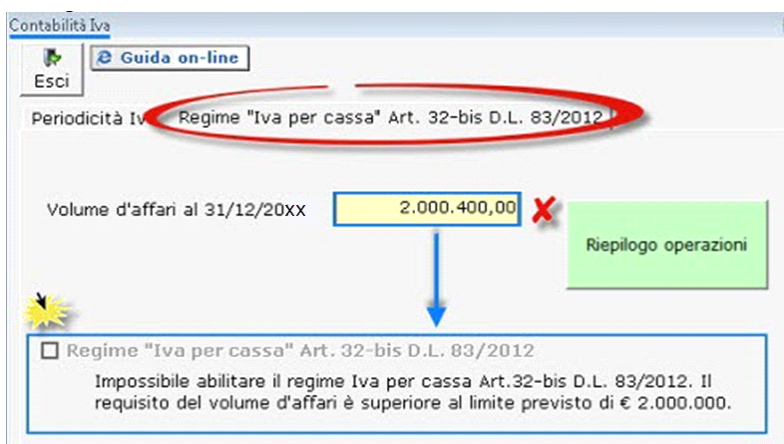 Contabilità Iva
Guida on-line
Esci
Regime "Iva per cassa" Art. 32-bis D.L. 83/2012
Periodicità Iv
Volume d'affari al 31/12/20xx
2.000.400,00
Riepilogo operazioni
Regime "Iva per cassa" Art. 32-bis D.L. 83/2012
Impossibile abilitare il regime Iva per cassa Art.32-bis D.L. 83/2012. Il
requisito del volume d'affari è superiore al limite previsto di € 2.000.000.